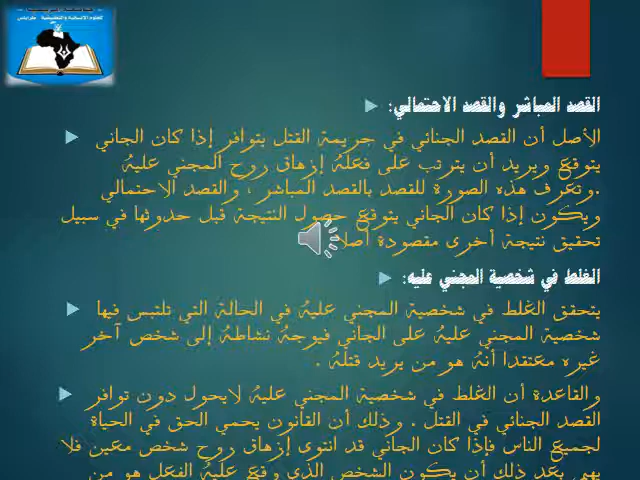 للعلوم الإنسانية والتطبيقية طرابلس
القصد المباشر والقصد الاحتمالي:
الأصل أن القصد الجنائي في جريمة القتل يتوافر إذا كان الجاني
يتوقع ويريد أن يترتب على فعله إزهاق روح المجني عليه
.وتعرف هذه الصورة للقصد بالقصد المباشر ، والقصد الاحتمالي
ويكون إذا كان الجاني يتوقع حصول النتيجة قبل حدوثها في سبيل
تحقيق نتيجة أخرى مقصودة أصلا
الغلط في شخصية المجني عليه:
يتحقق الغلط في شخصية المجني عليه في الحالة التي تلتبس فيها
شخصية المجني عليه على الجاني فيوجه نشاطه إلى شخص آخر
غيره معتقدا أنه هو من يريد قتله .
والقاعدة أن الغلط في شخصية المجني عليه لايحول دون توافر
القصد الجنائي في القتل . وذلك أن القانون يحمي الحق في الحياة
لجميع الناس فإذا كان الجاني قد انتوى إزهاق روح شخص معين فلا
يهم بعد ذلك أن يكون الشخص الذي وقع عليه الفعل هو من